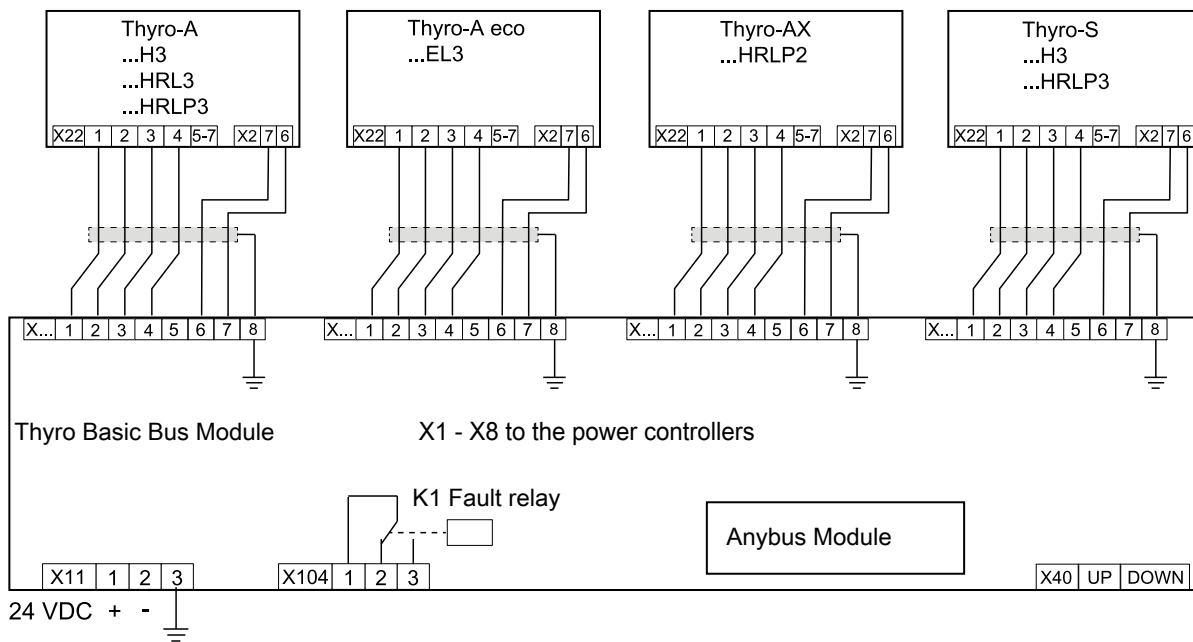 Thyro-A
...H3
...HRL3
...HRLP3
X22 1 2 3 4 5-7 X2 7 6
Thyro-A eco
...EL3
X22 1 2 3 4 5-7 X2 7 6
Thyro-AX
...HRLP2
X22 1 2 3 4 5-7 X2 7 6
Thyro-S
...H3
...HRLP3
X22 1 2 3 4 5-7 X2 7 6
X... 1 2 3 4 5 6 7 8
X... 1 2 3 4 5 6 7 8
X... 1 2 3 4 5 6 7 8
X... 1 2 3 4 5 6 7 8
Thyro Basic Bus Module
X1 - X8 to the power controllers
K1 Fault relay
Anybus Module
X11 1 2 3
X104 1 2 3
X40 UP DOWN
24 VDC + -